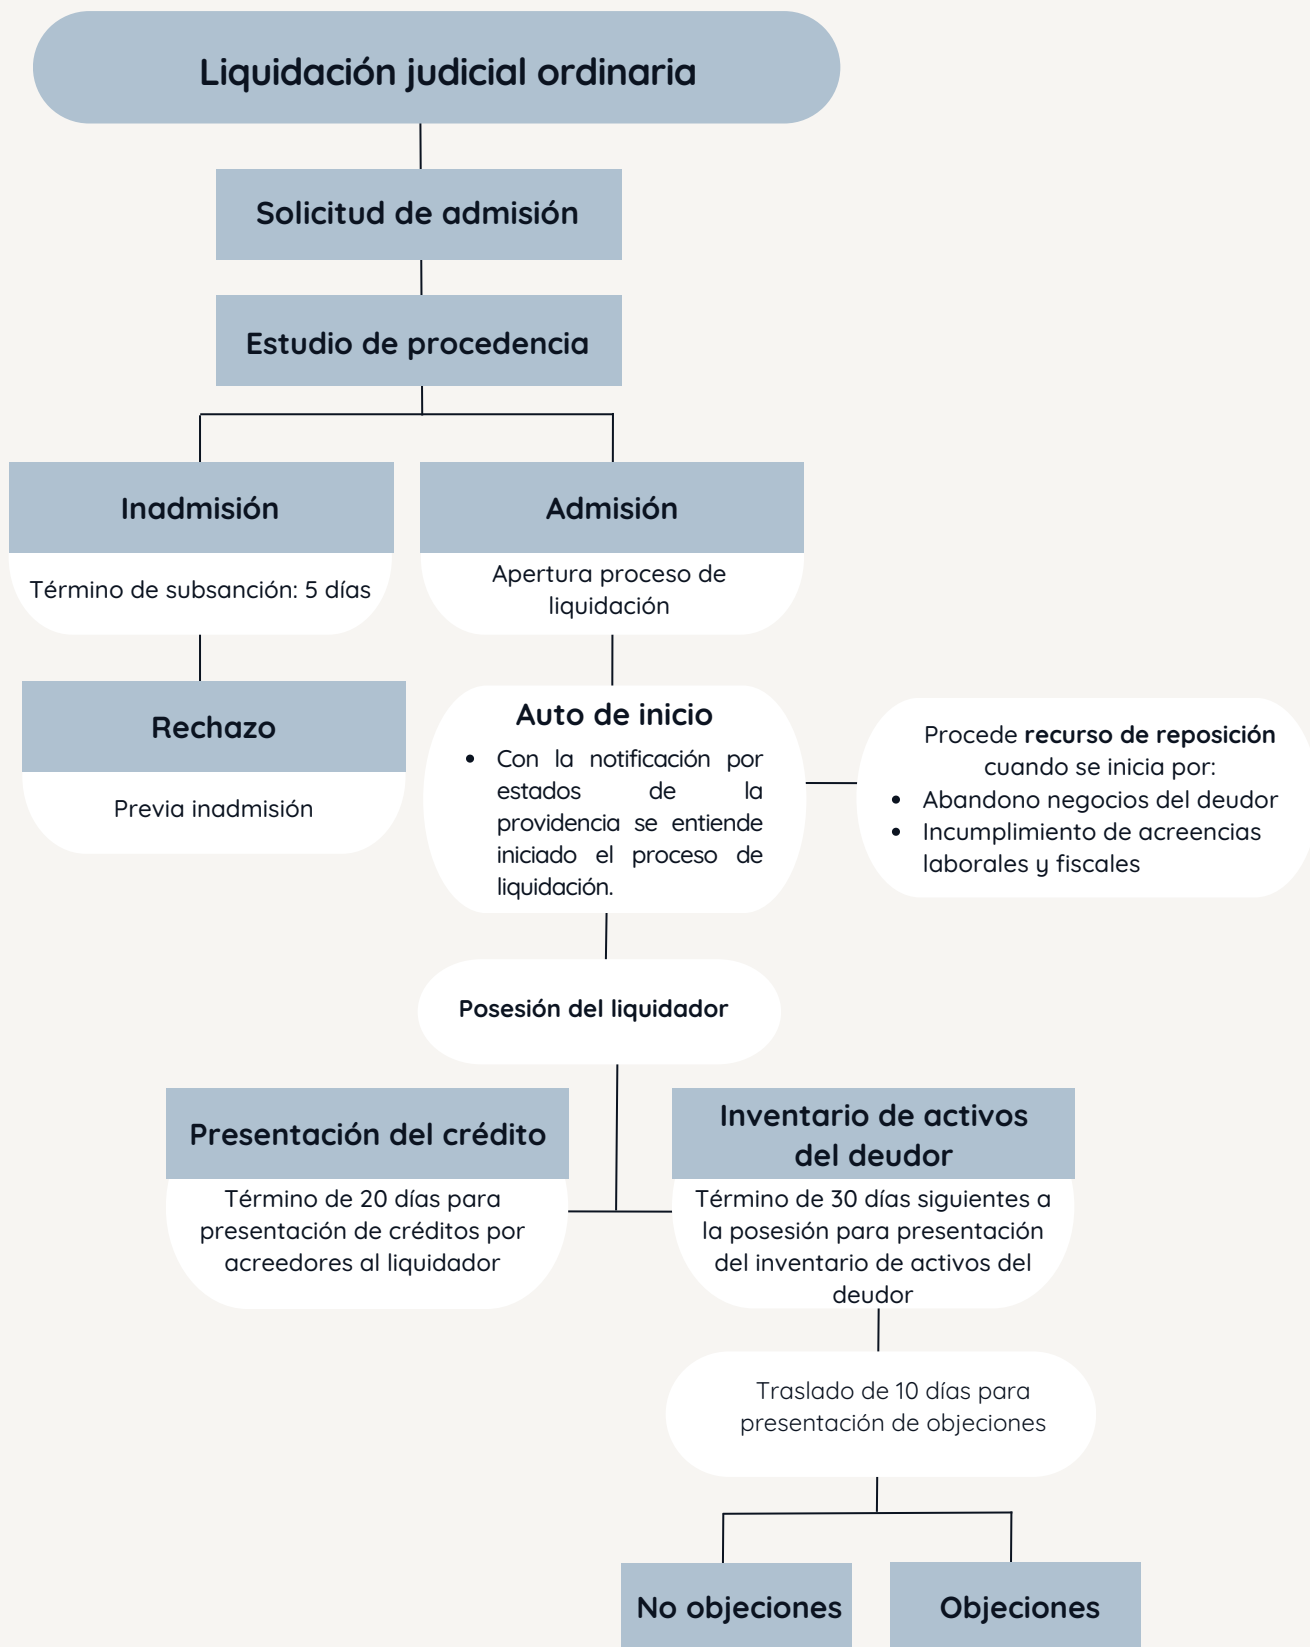 Liquidación judicial ordinaria
Solicitud de admisión
Estudio de procedencia
Inadmisión
Término de subsanción: 5 días
Admisión
Apertura proceso de
liquidación
Rechazo
Previa inadmisión
Auto de inicio
• Con la notificación por
estados de la
providencia se entiende
iniciado el proceso de
liquidación.
Procede recurso de reposición
cuando se inicia por:
• Abandono negocios del deudor
• Incumplimiento de acreencias
laborales y fiscales
Posesión del liquidador
Presentación del crédito
Término de 20 días para
presentación de créditos por
acreedores al liquidador
Inventario de activos
del deudor
Término de 30 días siguientes a
la posesión para presentación
del inventario de activos del
deudor
Traslado de 10 días para
presentación de objeciones
No objeciones
Objeciones